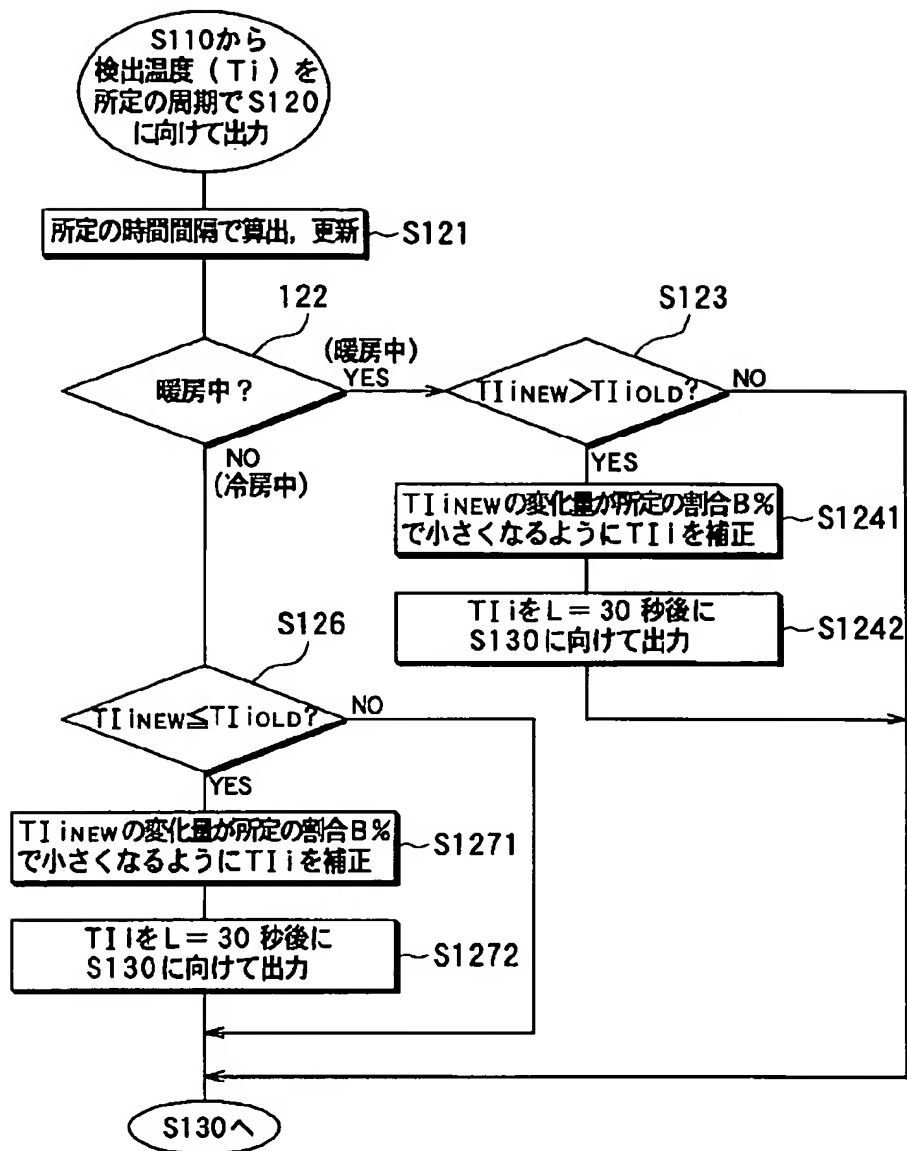 S110から
検出温度(Ti)を
所定の周期でS120
に向けて出力
所定の時間間隔で算出,更新
S121
122
暖房中?
(暖房中)
YES
NO
(冷房中)
S123
TIiNEW>TIiOLD?
NO
YES
TIiNEWの変化量が所定の割合B%
で小さくなるようにTIiを補正
S1241
TIiをL=30秒後に
S130に向けて出力
S1242
S126
TIiNEW≦TIiOLD?
NO
YES
TIiNEWの変化量が所定の割合B%
で小さくなるようにTIiを補正
S1271
TIiをL=30秒後に
S130に向けて出力
S1272
S130へ